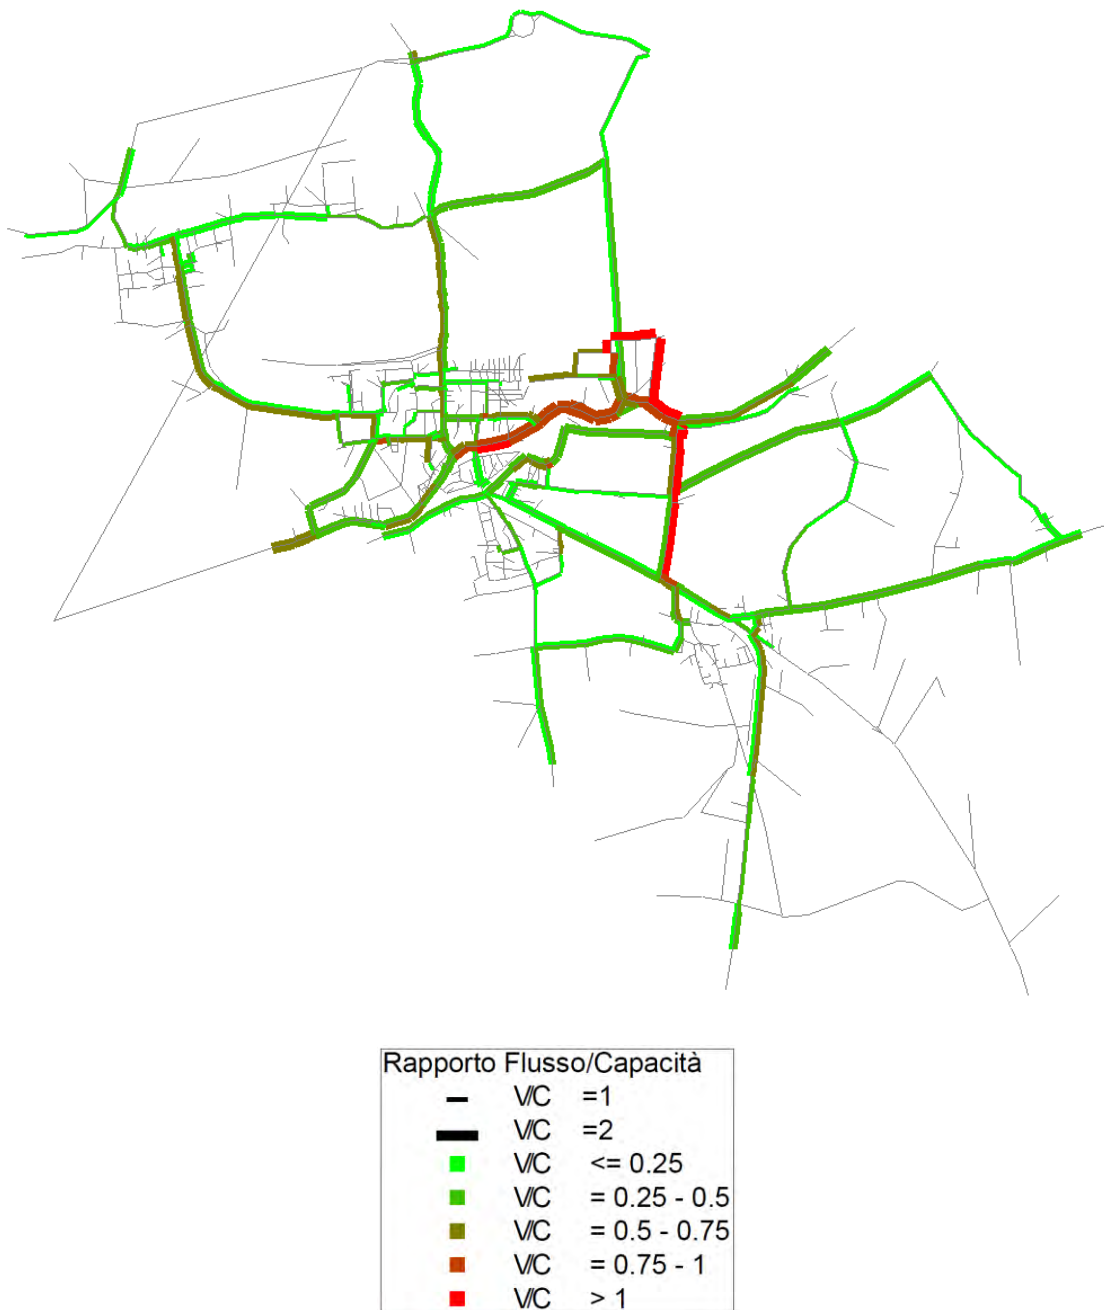 Rapporto Flusso/Capacità
V/C =1
V/C =2
V/C <= 0.25
V/C = 0.25 - 0.5
V/C = 0.5 - 0.75
V/C = 0.75 - 1
V/C > 1